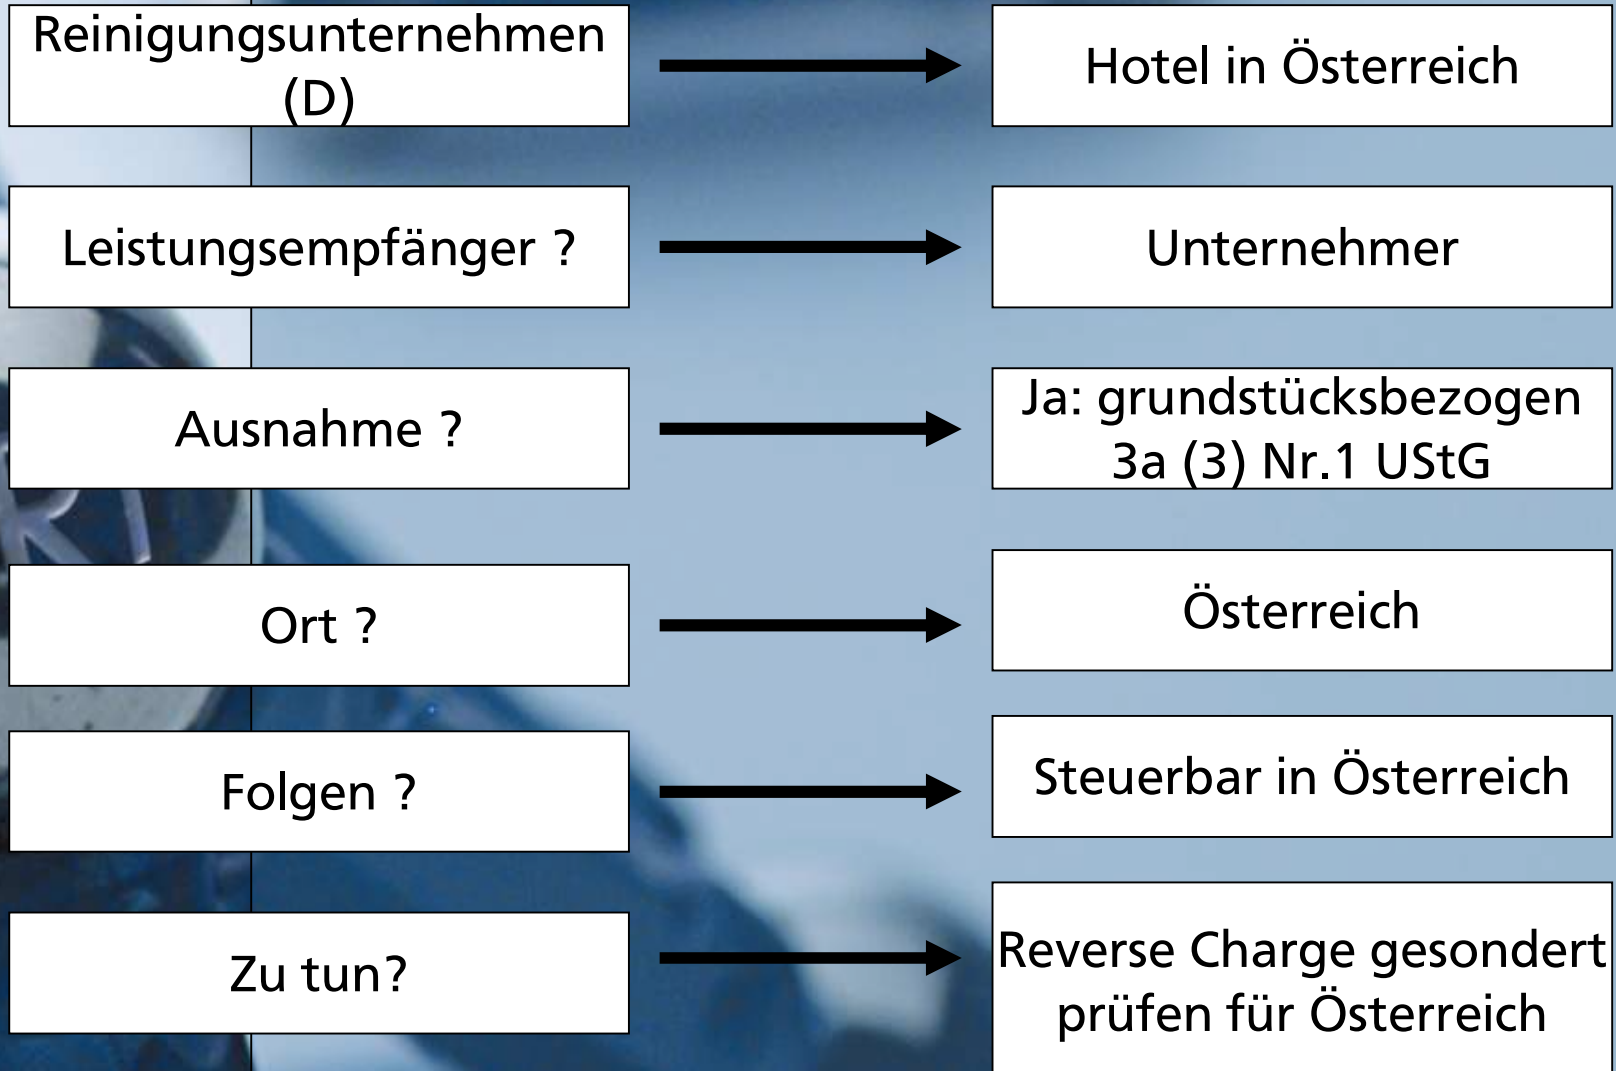 Reinigungsunternehmen
(D)
Hotel in Österreich
Leistungsempfänger ?
Unternehmer
Ausnahme ?
Ja: grundstücksbezogen
3a (3) Nr.1 UStG
Ort ?
Österreich
Folgen ?
Steuerbar in Österreich
Zu tun?
Reverse Charge gesondert
prüfen für Österreich